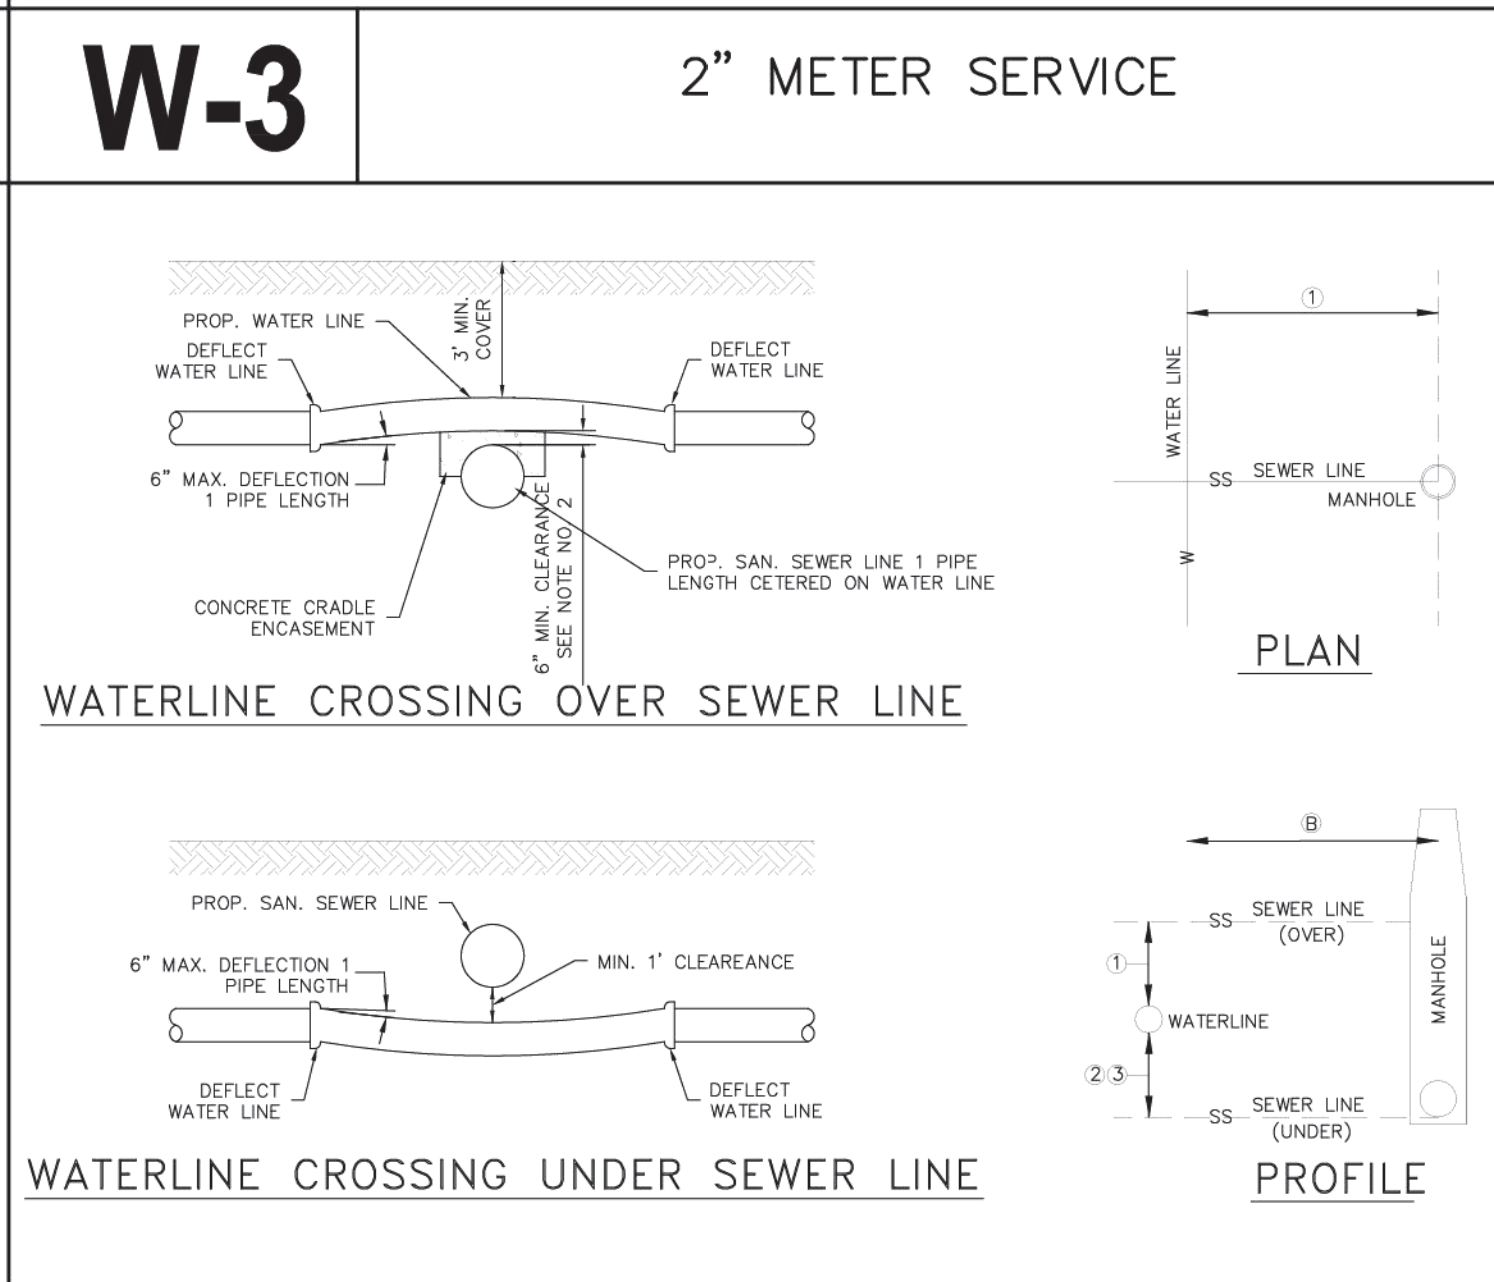 W-3
2” METER SERVICE
PROP. WATER LINE
DEFLECT
WATER LINE
3' MIN.
COVER
DEFLECT
WATER LINE
6” MAX. DEFLECTION
1 PIPE LENGTH
6” MIN. CLEARANCE
SEE NOTE NO. 2
PROP. SAN. SEWER LINE 1 PIPE
LENGTH CETERED ON WATER LINE
CONCRETE CRADLE
ENCASEMENT
WATERLINE CROSSING OVER SEWER LINE
1
WATER LINE
SS SEWER LINE
MANHOLE
W
PLAN
PROP. SAN. SEWER LINE
6” MAX. DEFLECTION 1
PIPE LENGTH
MIN. 1' CLEAREANCE
DEFLECT
WATER LINE
DEFLECT
WATER LINE
WATERLINE CROSSING UNDER SEWER LINE
B
SS SEWER LINE
(OVER)
1
MANHOLE
WATERLINE
2 3
SS SEWER LINE
(UNDER)
PROFILE